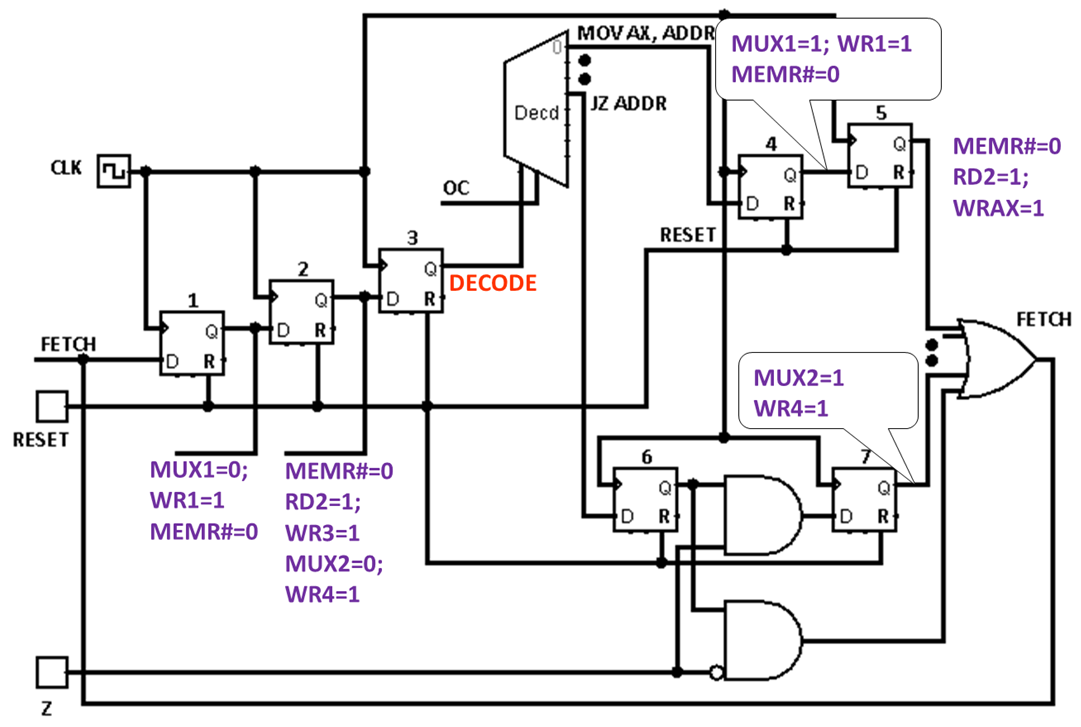 MOV AX, ADDR
0
MUX1=1; WR1=1
MEMR#=0
JZ ADDR
Decd
5
Q
D
R
4
Q
D
R
MEMR#=0
RD2=1;
WRAX=1
CLK
OC
RESET
3
Q
D
R
DECODE
2
Q
D
R
1
Q
D
R
FETCH
FETCH
RESET
MUX2=1
WR4=1
MUX1=0;
WR1=1
MEMR#=0
MEMR#=0
RD2=1;
WR3=1
MUX2=0;
WR4=1
6
Q
D
R
7
Q
D
R
Z